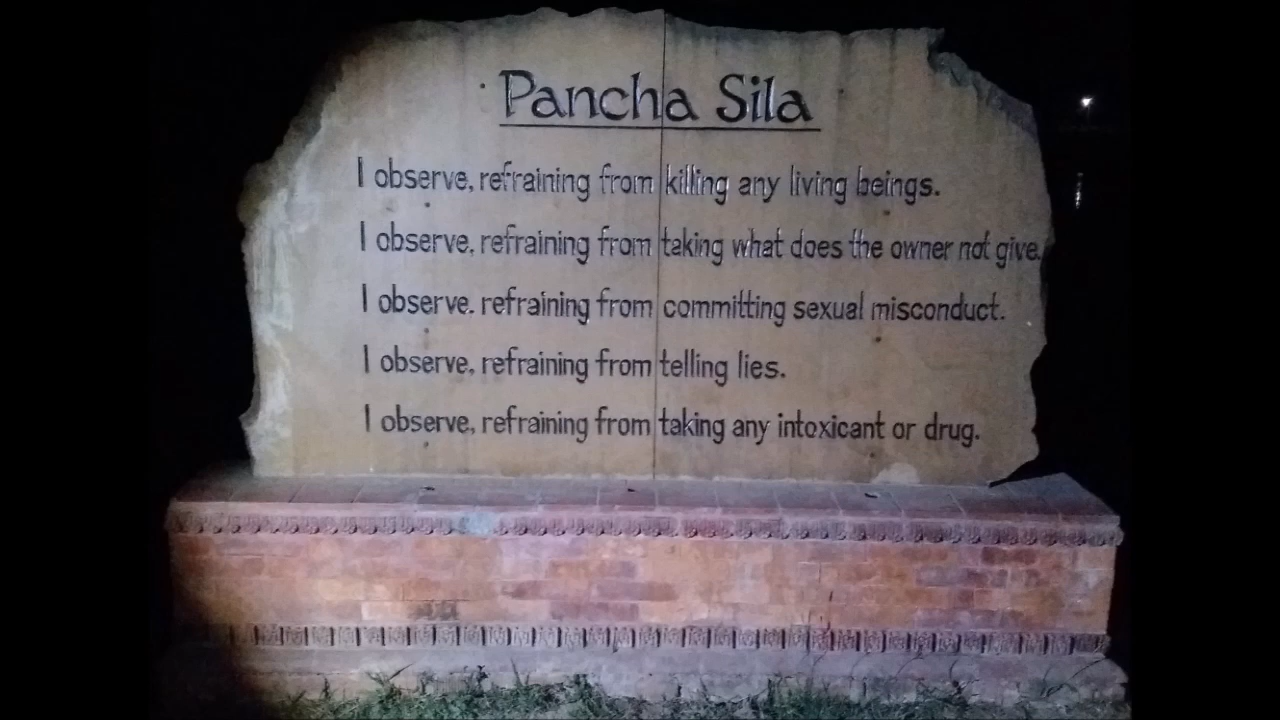 Pancha Sila
I observe, refraining from killing any living beings.
I observe, refraining from taking what does the owner not give.
I observe. refraining from committing sexual misconduct.
I observe, refraining from telling lies.
I observe, refraining from taking any intoxicant or drug.